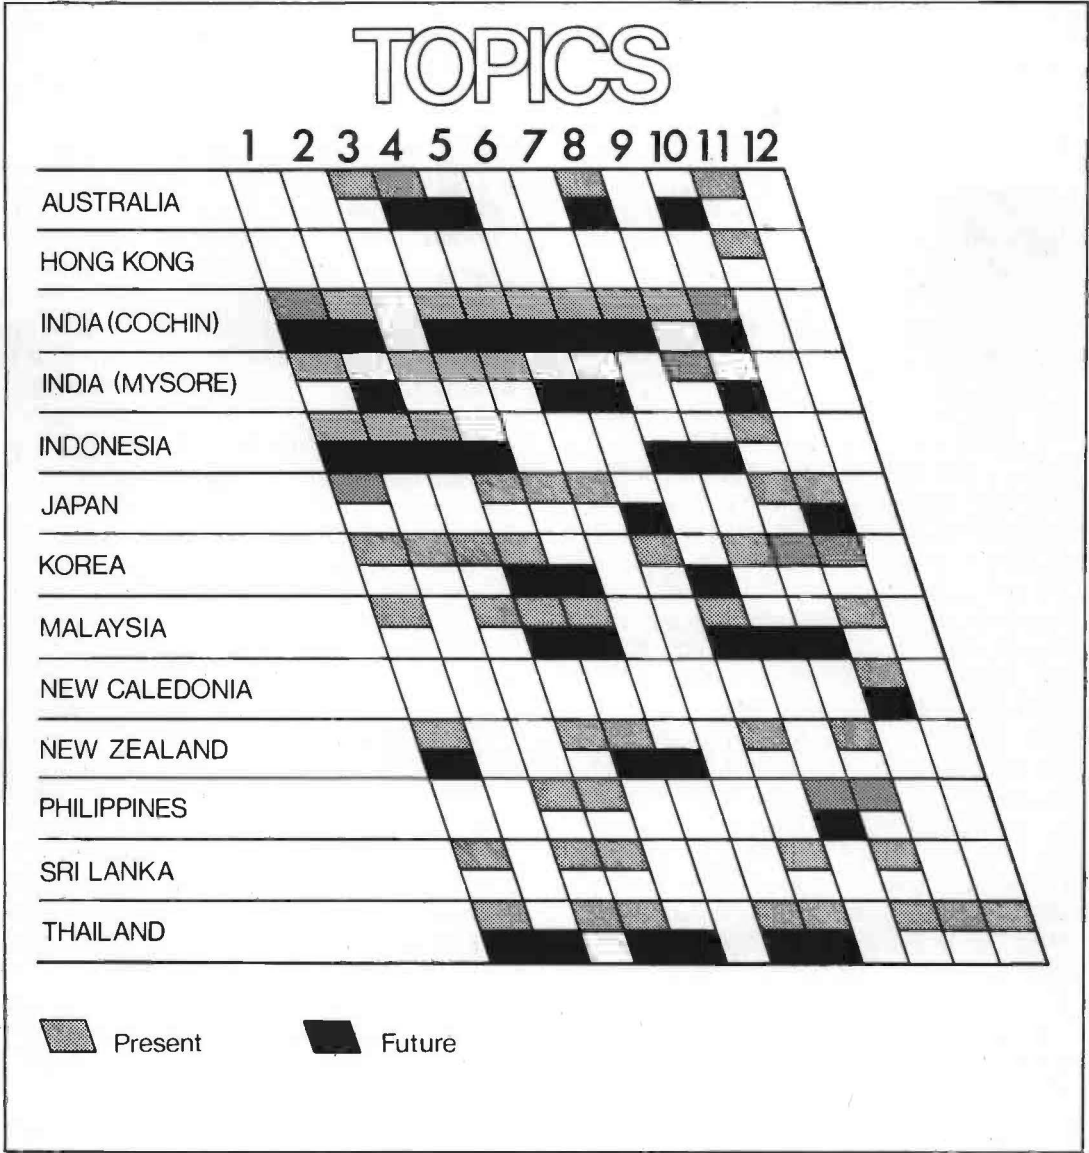 TOPICS
1 2 3 4 5 6 7 8 9 10 11 12
AUSTRALIA
HONG KONG
INDIA (COCHIN)
INDIA (MYSORE)
INDONESIA
JAPAN
KOREA
MALAYSIA
NEW CALEDONIA
NEW ZEALAND
PHILIPPINES
SRI LANKA
THAILAND
Present Future